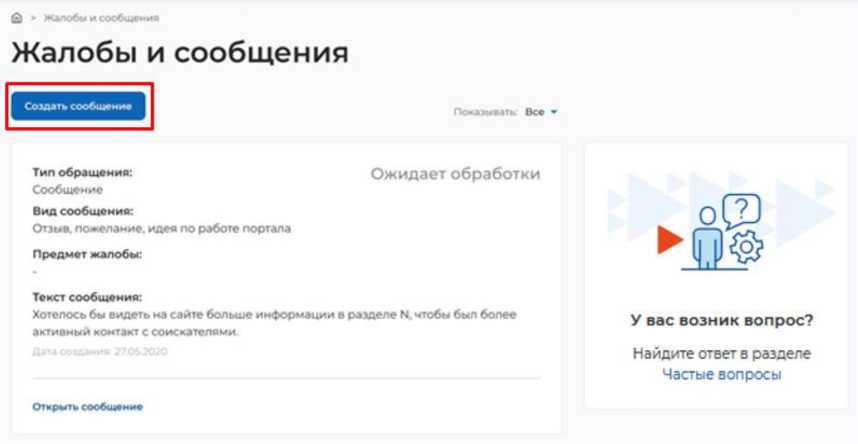 > Жалобы и сообщения
Жалобы и сообщения
Создать сообщение
Показывать: Все
Тип обращения:
Ожидает обработки
Сообщение
Вид сообщения:
Отзыв, пожелание, идея по работе портала
Предмет жалобы:
-
Текст сообщения:
Хотелось бы видеть на сайте больше информации в разделе N, чтобы был более
активный контакт с соискателями.
Дата создания: 27.05.2020
Открыть сообщение
?
У вас возник вопрос?
Найдите ответ в разделе
Частые вопросы